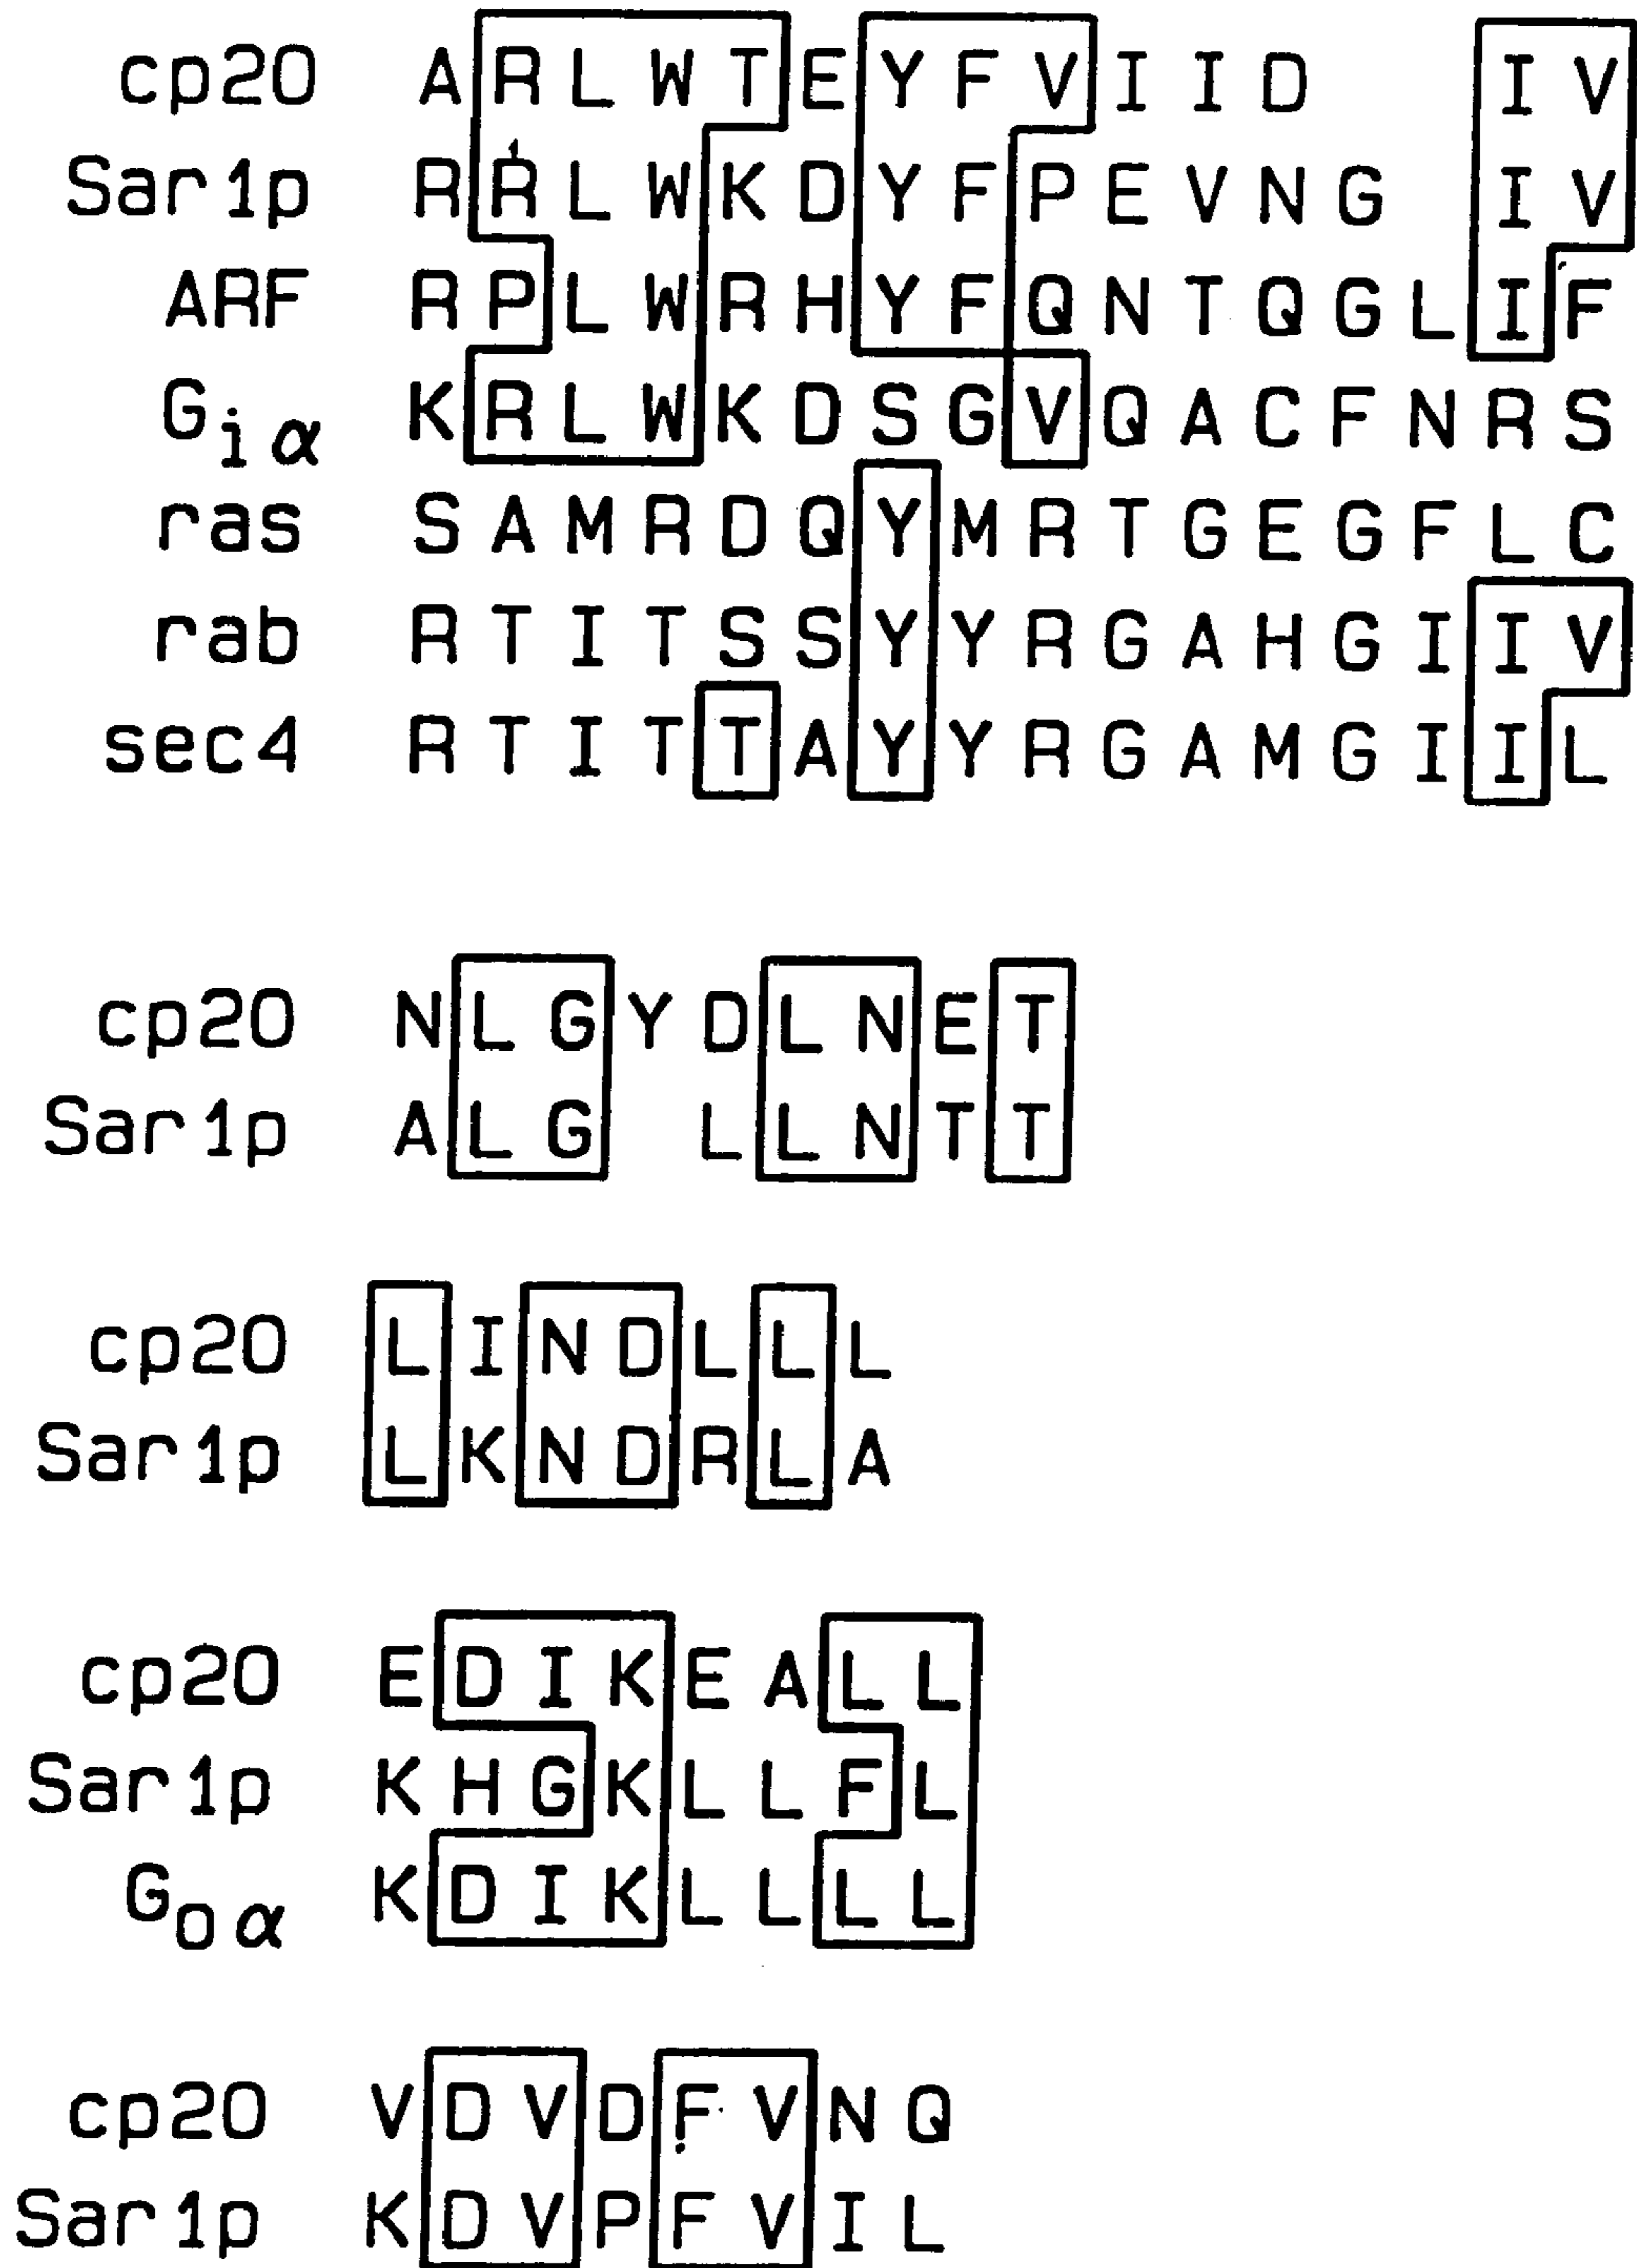 cp20 A R L W T E Y F V I I D I V
Sar1p R R L W K D Y F P E V N G I V
ARF R P L W R H Y F Q N T Q G L I F
Giα K R L W K D S G V Q A C F N R S
ras S A M R D Q Y M R T G E G F L C
rab R T I T S S Y Y R G A H G I I V
sec4 R T I T T A Y Y R G A M G I I L
cp20 N L G Y D L N E T
Sar1p A L G L L N T T
cp20 L I N D L L L
Sar1p L K N D R L A
cp20 E D I K E A L L
Sar1p K H G K L L F L
Goα K D I K L L L L
cp20 V D V D F V N Q
Sar1p K D V P F V I L